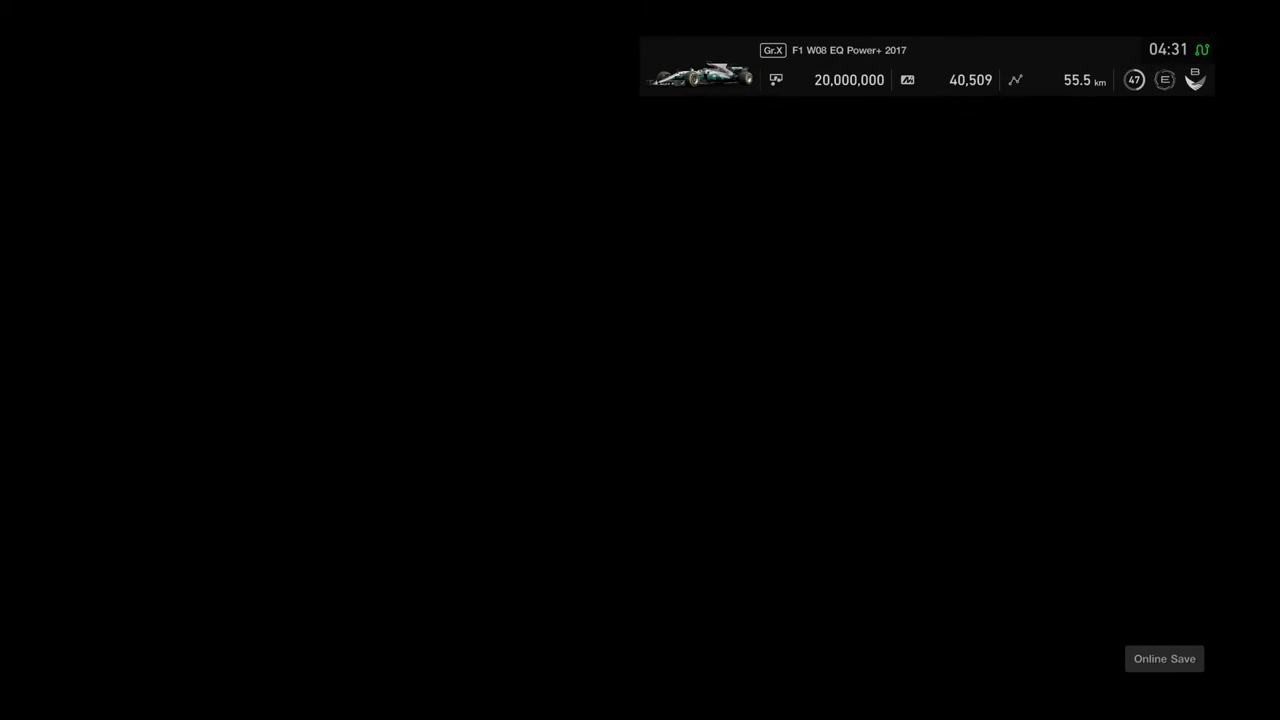 Gr.X F1 W08 EQ Power+ 2017 04:31
20,000,000 40,509 55.5 km 47 E B
Online Save